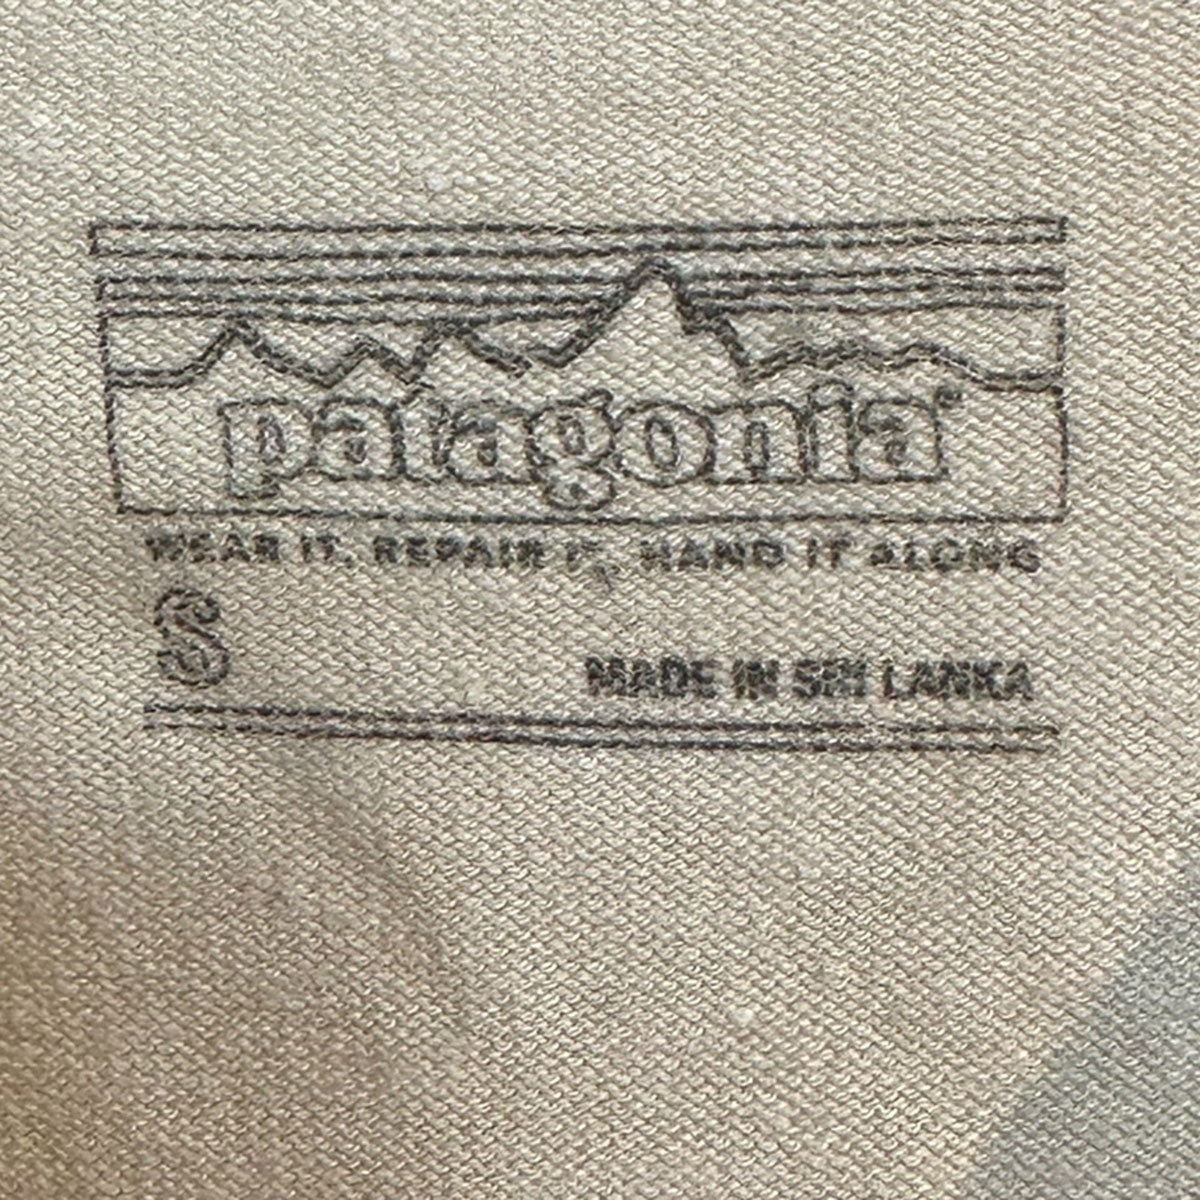 patagonia®
WEAR IT. REPAIR IT. HAND IT ALONG
S
MADE IN SRI LANKA